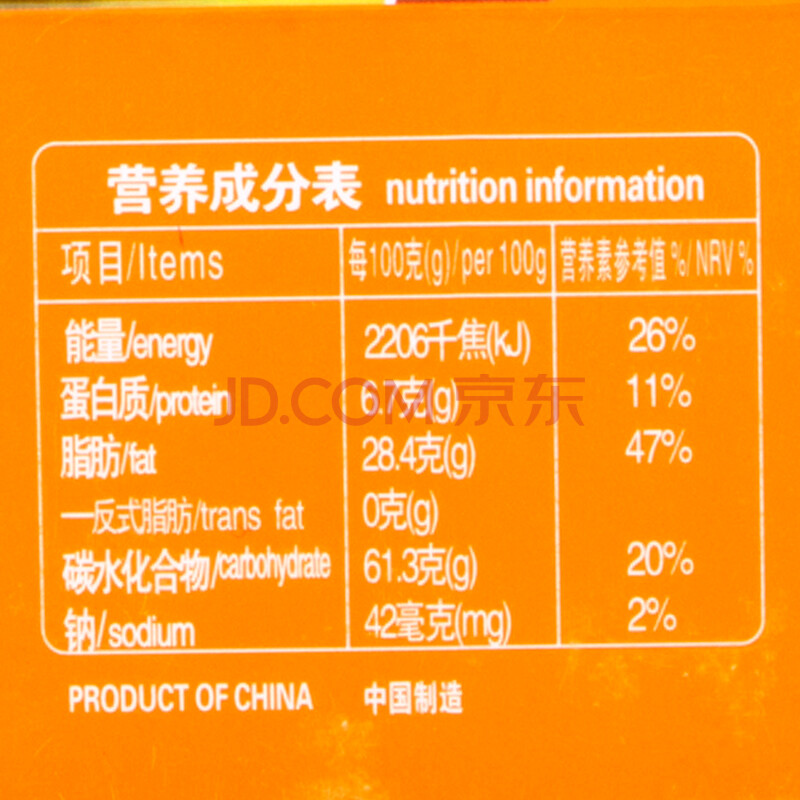 营养成分表 nutrition information
项目/Items 每100克(g)/per 100g 营养素参考值%/NRV%
能量/energy 2206千焦(kJ) 26%
蛋白质/protein 6.7克(g) 11%
JD.COM 京东
脂肪/fat 28.4克(g) 47%
—反式脂肪/trans fat 0克(g)
碳水化合物/carbohydrate 61.3克(g) 20%
钠/sodium 42毫克(mg) 2%
PRODUCT OF CHINA 中国制造